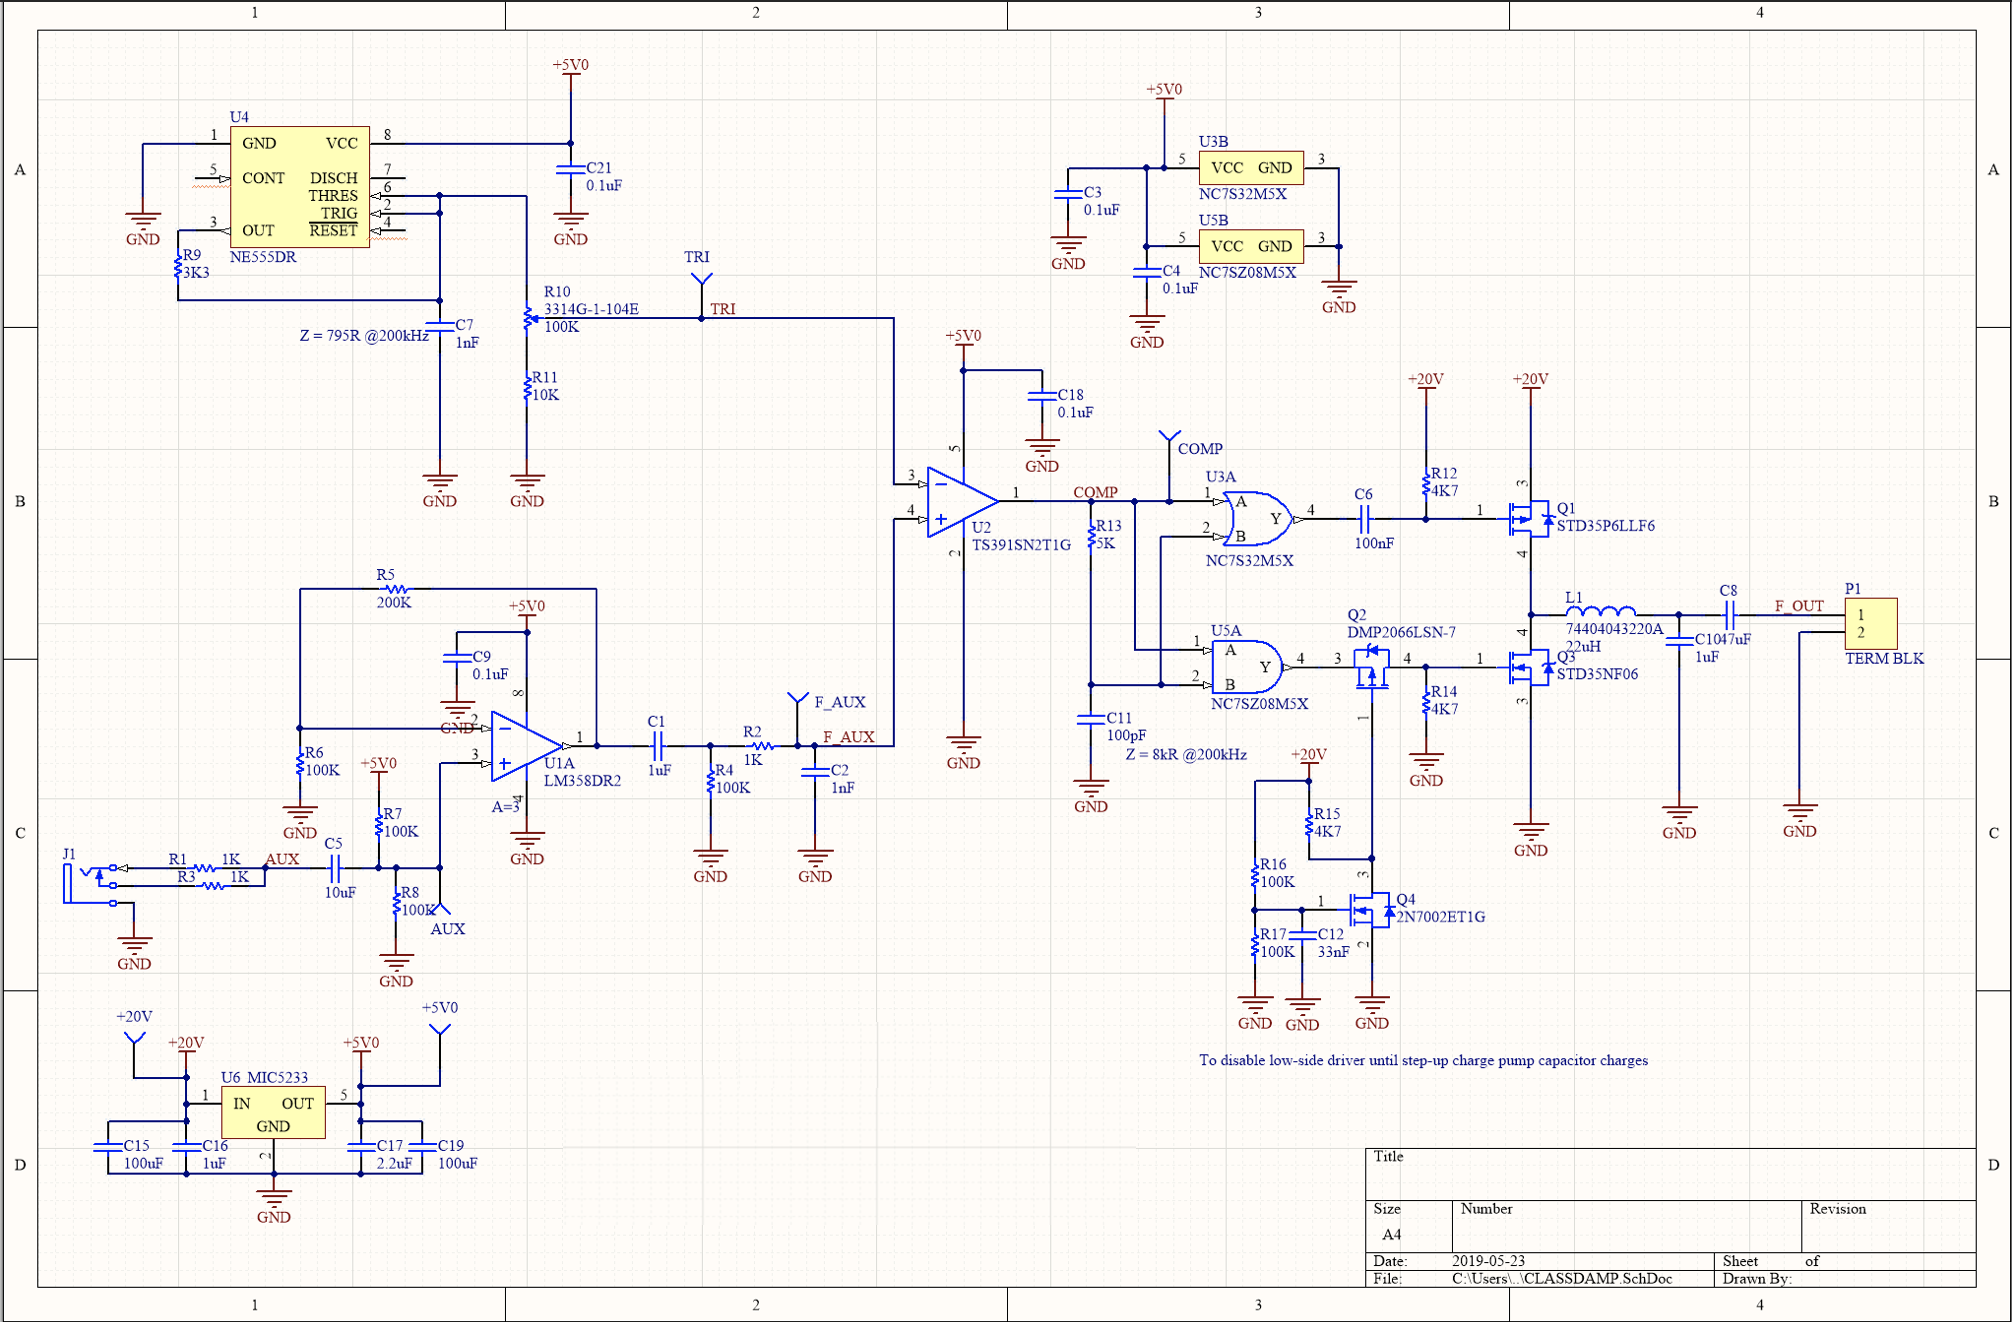 1
2
3
4
A
B
C
D
A
B
C
D
1
2
3
4
U4
1
GND
VCC
8
5
CONT
DISCH
7
THRES
6
TRIG
2
3
OUT
RESET
4
NE555DR
GND
R9
3K3
+5V0
C21
0.1uF
GND
Z = 795R @200kHz
C7
1nF
GND
R10
3314G-1-104E
100K
R11
10K
GND
TRI
TRI
+5V0
C3
0.1uF
GND
C4
0.1uF
GND
U3B
5
VCC
GND
3
NC7S32M5X
U5B
5
VCC
GND
3
NC7SZ08M5X
GND
+5V0
C18
0.1uF
GND
5
3
4
1
2
U2
TS391SN2T1G
GND
COMP
COMP
R13
5K
C11
100pF
Z = 8kR @200kHz
GND
U3A
1
A
2
B
Y
4
NC7S32M5X
C6
100nF
+20V
R12
4K7
+20V
3
1
Q1
STD35P6LLF6
4
U5A
1
A
2
B
Y
4
NC7SZ08M5X
Q2
DMP2066LSN-7
3
4
1
R14
4K7
GND
4
1
Q3
STD35NF06
3
GND
L1
74404043220A
22uH
C10
1uF
GND
C8
47uF
F_OUT
P1
1
2
TERM BLK
GND
+20V
R15
4K7
R16
100K
R17
100K
GND
C12
33nF
GND
3
1
Q4
2N7002ET1G
2
GND
To disable low-side driver until step-up charge pump capacitor charges
R5
200K
+5V0
C9
0.1uF
GND
8
2
3
1
4
U1A
LM358DR2
A=3
GND
R6
100K
GND
+5V0
R7
100K
J1
R1
1K
R3
1K
AUX
C5
10uF
R8
100K
AUX
GND
GND
C1
1uF
R4
100K
GND
R2
1K
F_AUX
F_AUX
C2
1nF
GND
+20V
+20V
+5V0
+5V0
U6 MIC5233
1
IN
OUT
5
GND
2
C15
100uF
C16
1uF
C17
2.2uF
C19
100uF
GND
Title
Size
A4
Number
Revision
Date:
2019-05-23
Sheet of
File:
C:\Users\..\CLASSDAMP.SchDoc
Drawn By: